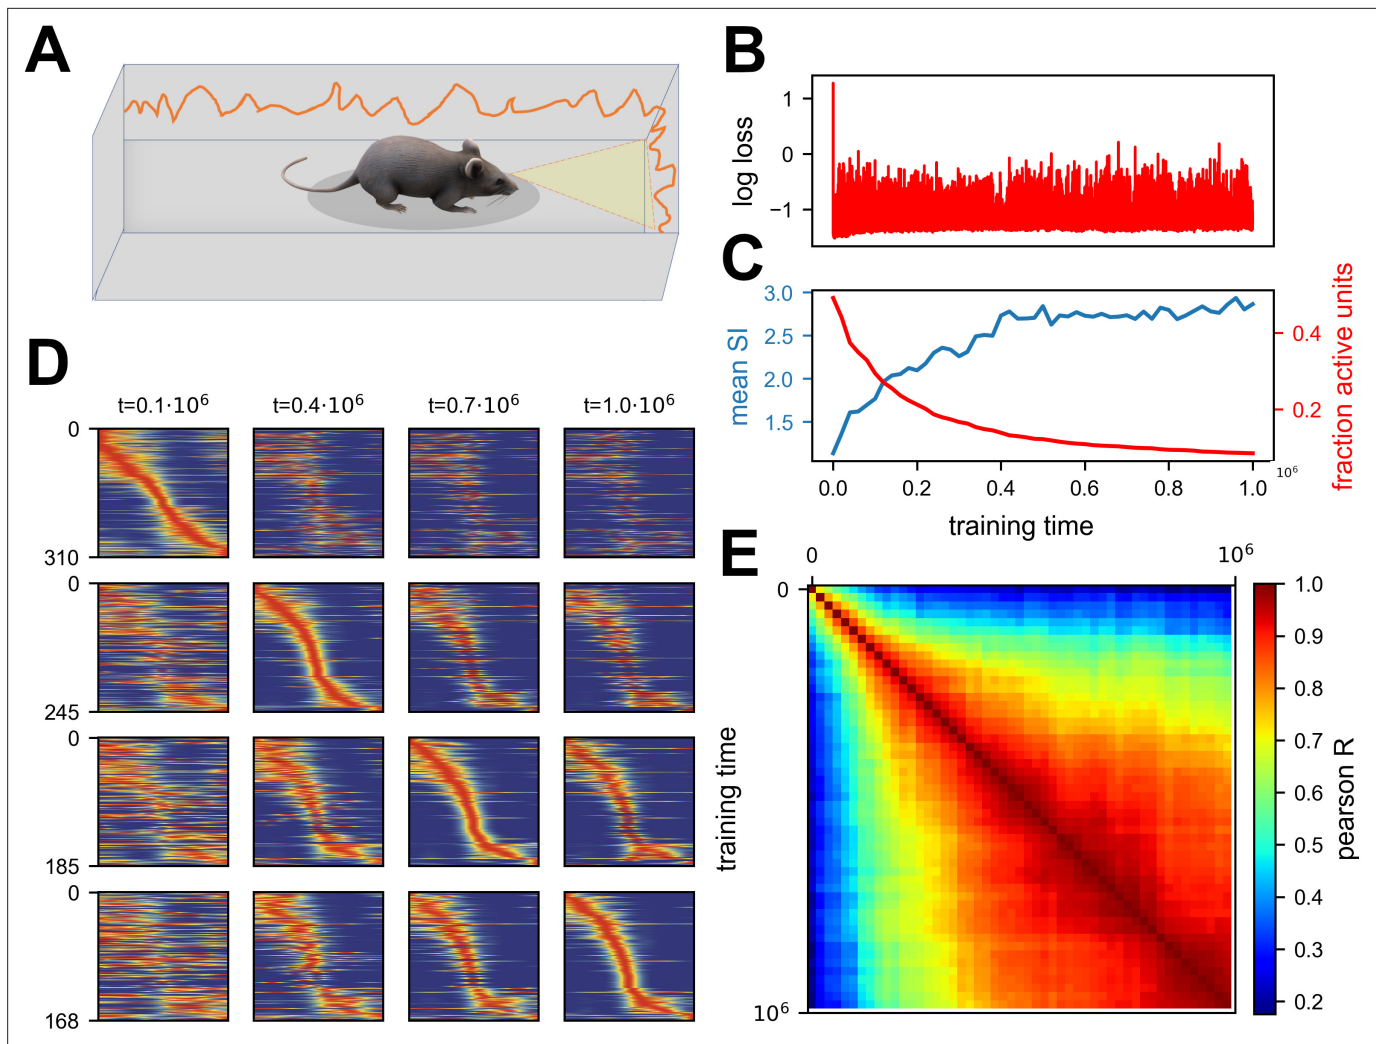 A
B
log loss
1
0
−1
C
mean SI
3.0
2.5
2.0
1.5
fraction active units
0.4
0.2
10⁶
0.0 0.2 0.4 0.6 0.8 1.0
training time
D
t=0.1·10⁶ t=0.4·10⁶ t=0.7·10⁶ t=1.0·10⁶
0
310
0
245
0
185
0
168
E
0 10⁶
0
10⁶
training time
1.0
0.9
0.8
0.7
0.6
0.5
0.4
0.3
0.2
pearson R